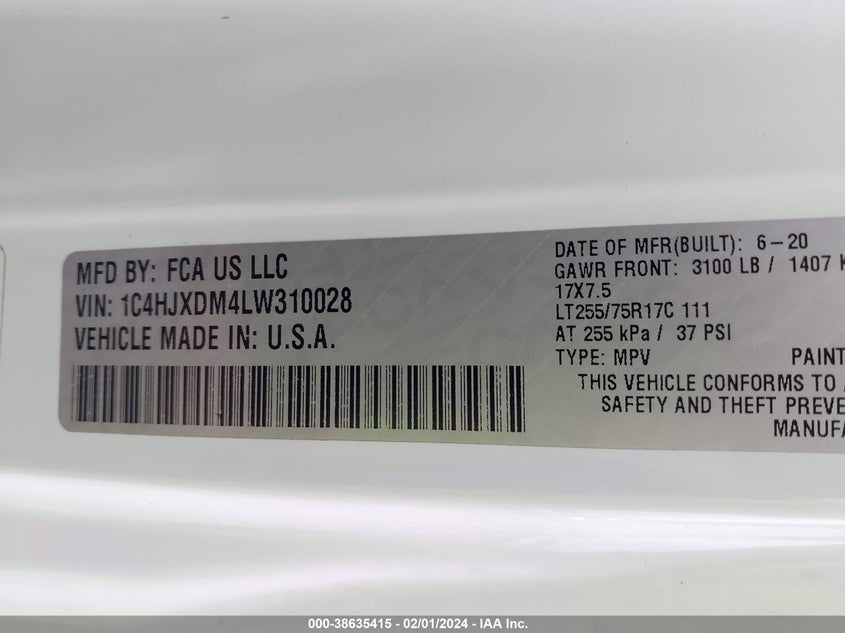 MFD BY: FCA US LLC
VIN: 1C4HJXDM4LW310028
VEHICLE MADE IN: U.S.A.
DATE OF MFR(BUILT): 6-20
GAWR FRONT: 3100 LB / 1407 K
17X7.5
LT255/75R17C 111
AT 255 kPa / 37 PSI
TYPE: MPV PAINT
THIS VEHICLE CONFORMS TO
SAFETY AND THEFT PREVE
MANUFA
000-38635415 - 02/01/2024 - IAA Inc.